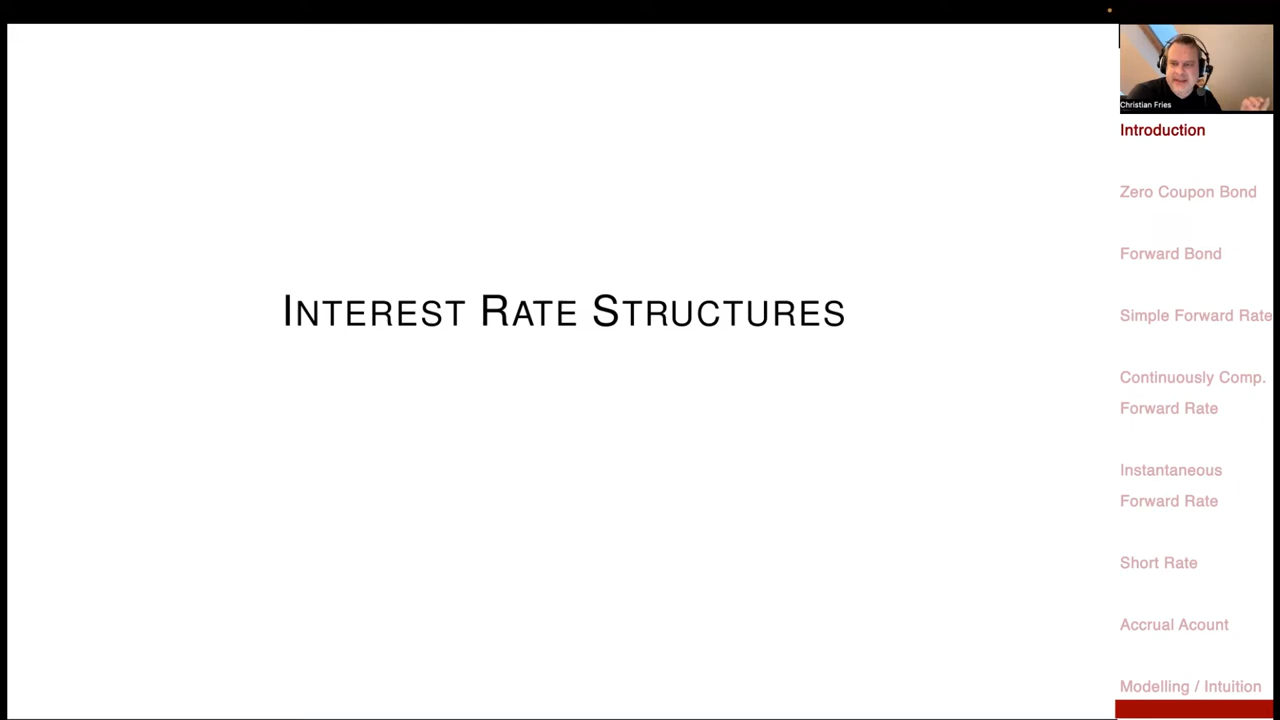 INTEREST RATE STRUCTURES
Christian Fries
Introduction
Zero Coupon Bond
Forward Bond
Simple Forward Rate
Continuously Comp.
Forward Rate
Instantaneous
Forward Rate
Short Rate
Accrual Acount
Modelling / Intuition